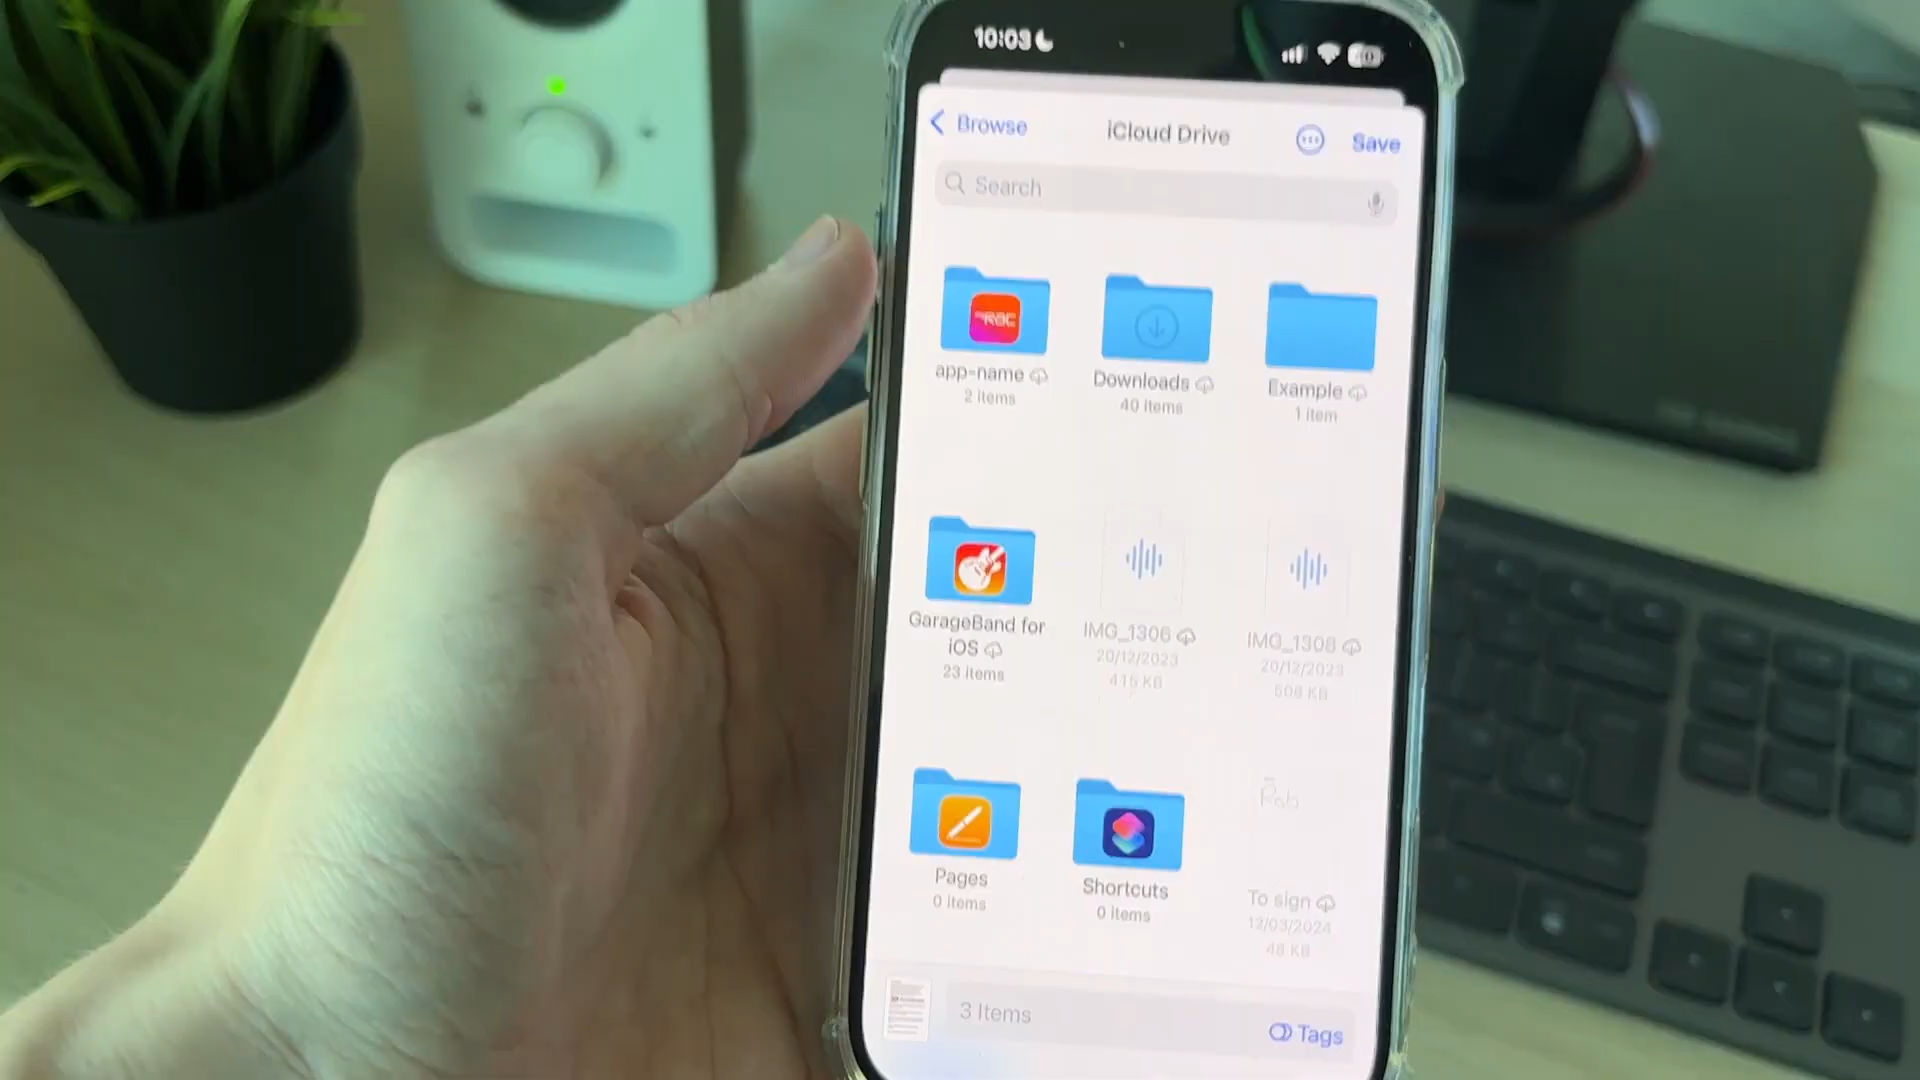 10:03
Browse
iCloud Drive
Save
Search
RAC
app-name
2 items
Downloads
40 items
Example
1 item
GarageBand for
iOS
23 items
IMG_1306
20/12/2023
415 KB
IMG_1308
20/12/2023
508 KB
Pages
0 items
Shortcuts
0 items
Rob
To sign
12/03/2024
48 KB
3 Items
Tags